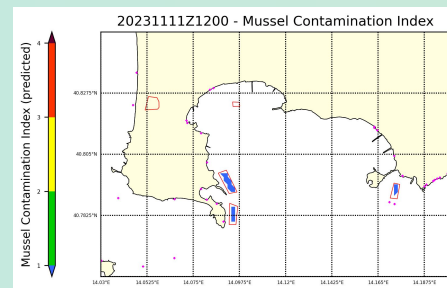 20231111Z1200 - Mussel Contamination Index
Mussel Contamination Index (predicted)
4
3
2
1
40.8275°N
40.805°N
40.7825°N
14.03°E
14.0525°E
14.075°E
14.0975°E
14.12°E
14.1425°E
14.165°E
14.1875°E